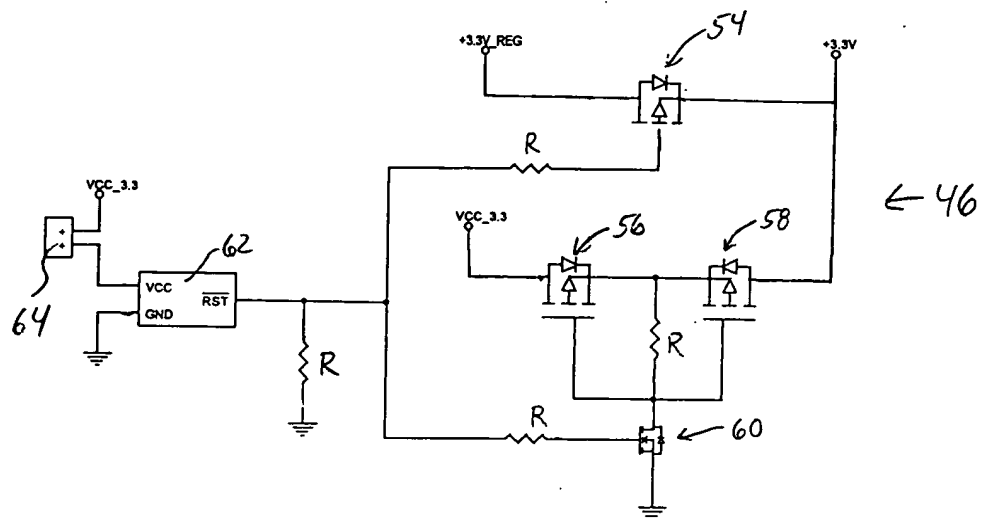 54
+3.3V_REG
+3.3V
R
VCC_3.3
46
VCC_3.3
56
58
62
VCC
RST
GND
64
R
R
R
60